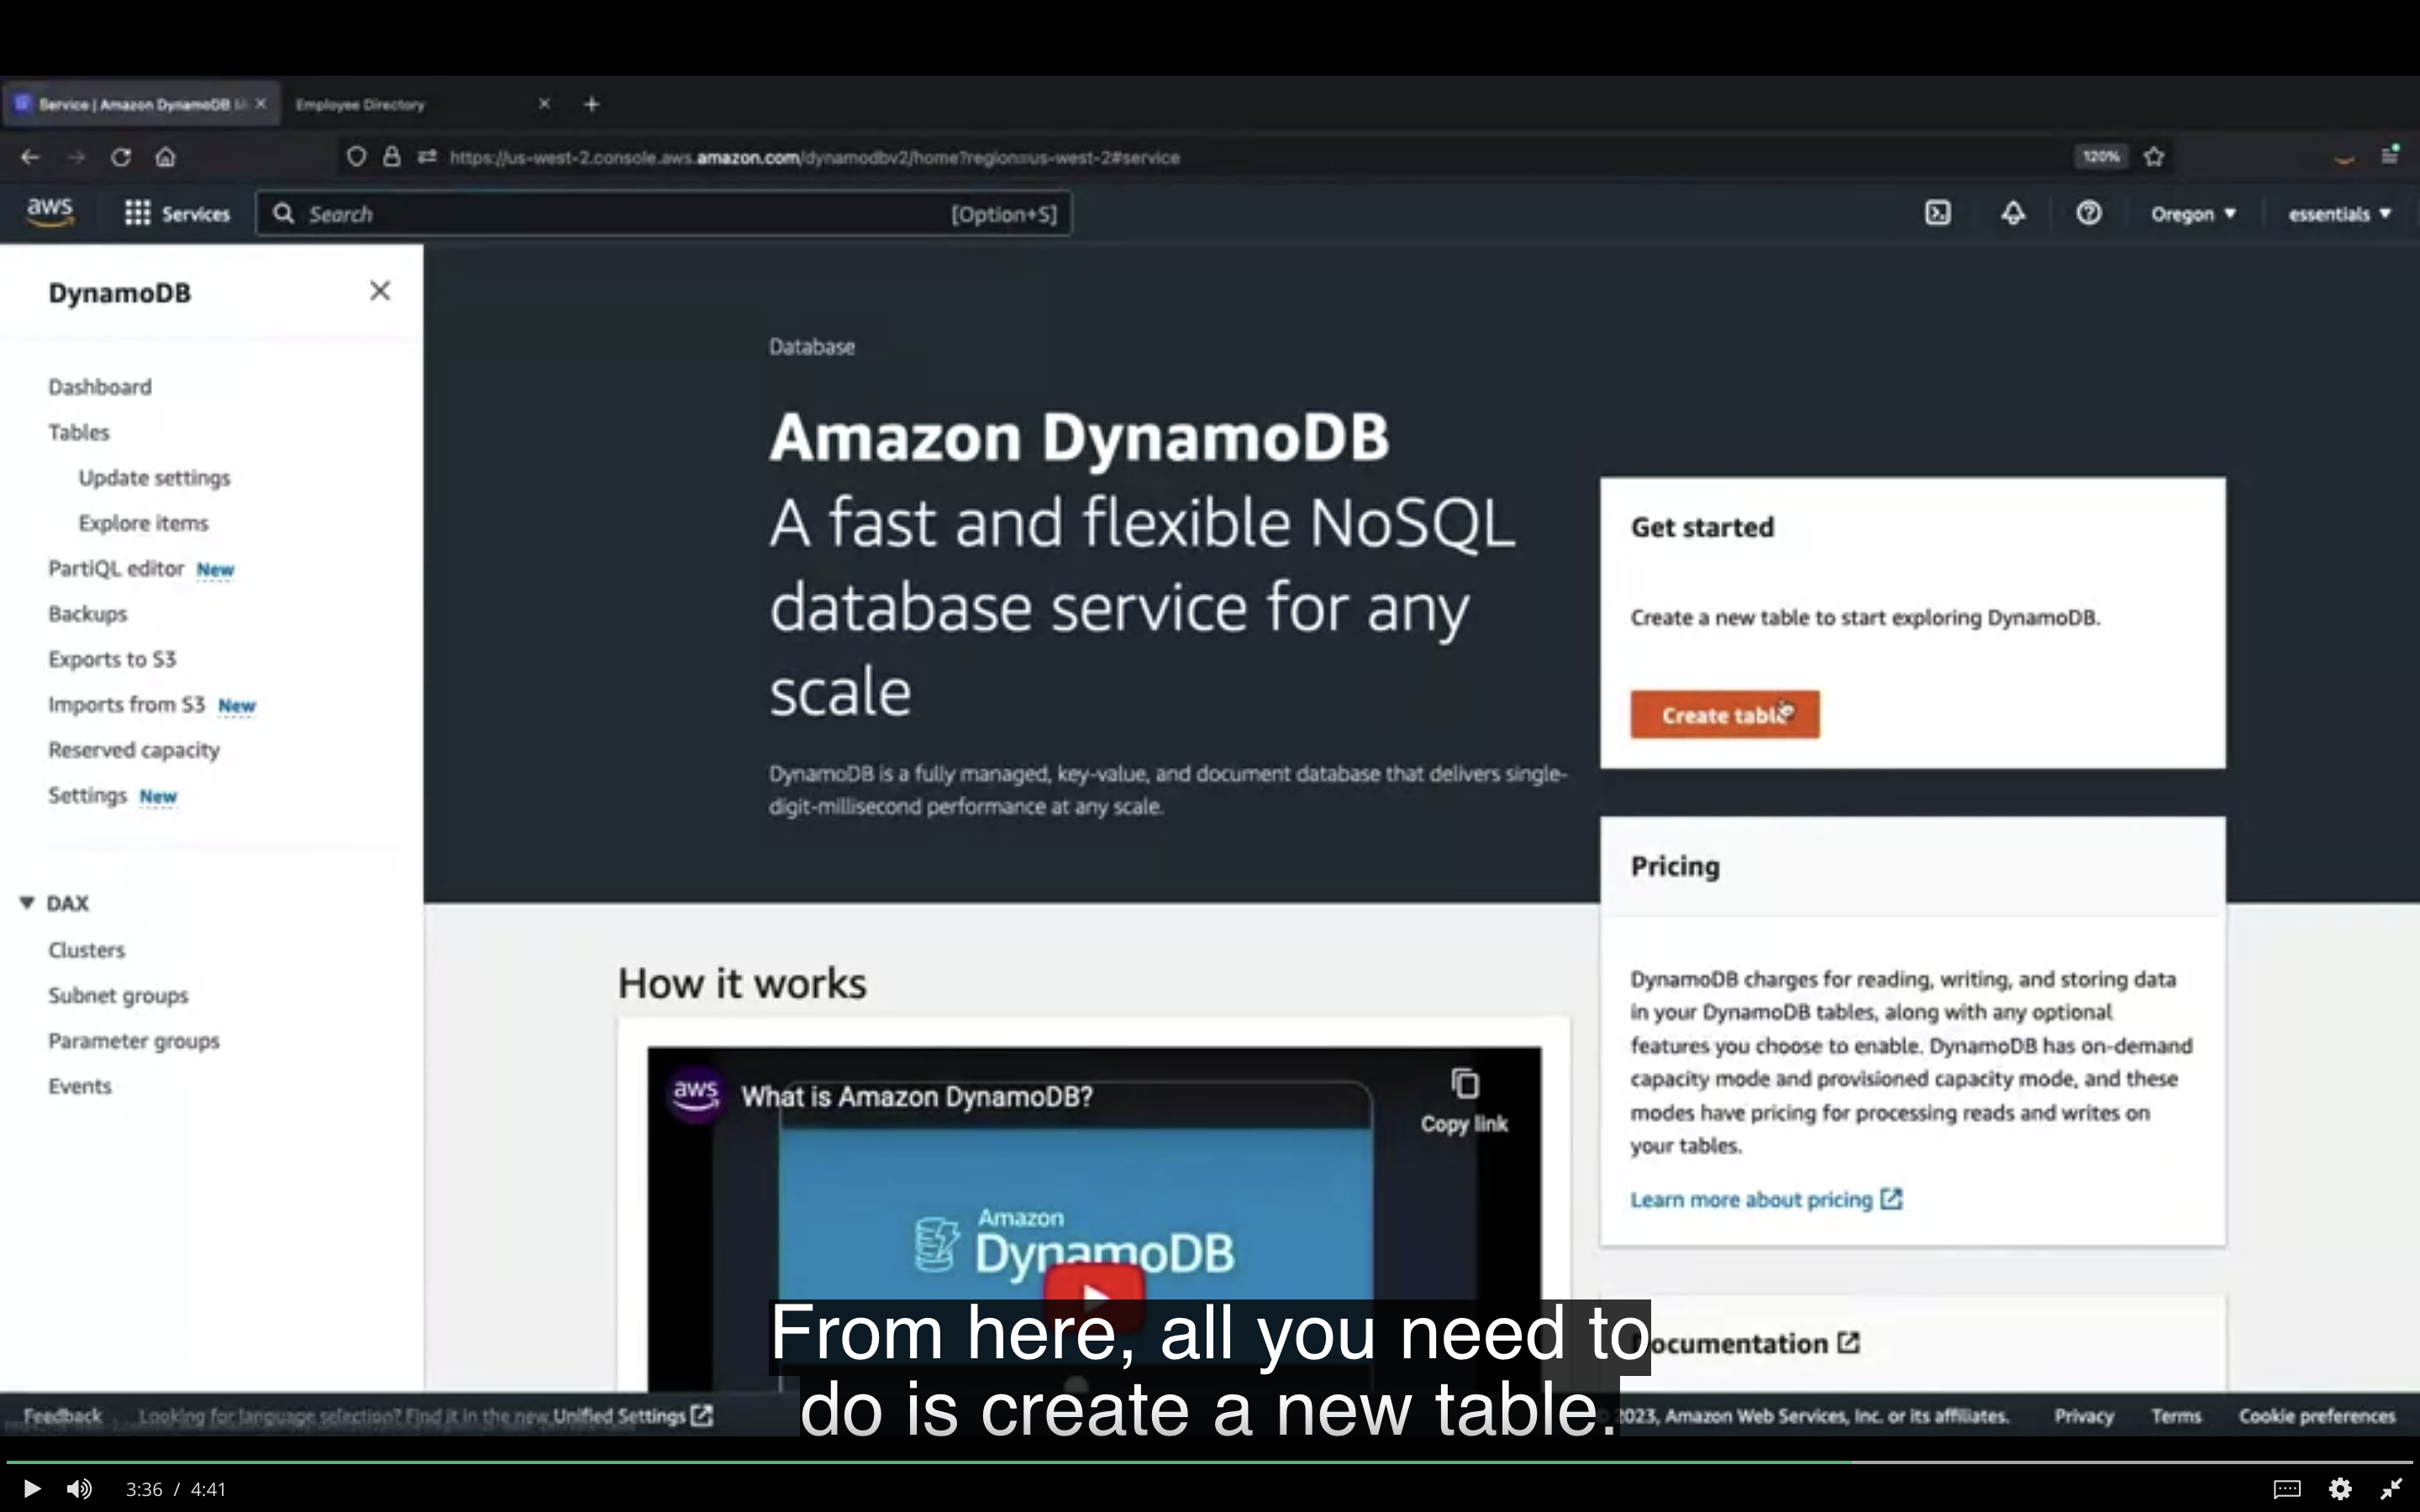 Service | Amazon DynamoDB
Employee Directory
https://us-west-2.console.aws.amazon.com/dynamodbv2/home?region=us-west-2#service
120%
aws
Services
Search
[Option+S]
Oregon
essentials
DynamoDB
Dashboard
Tables
Update settings
Explore items
PartiQL editor New
Backups
Exports to S3
Imports from S3 New
Reserved capacity
Settings New
DAX
Clusters
Subnet groups
Parameter groups
Events
Database
Amazon DynamoDB
A fast and flexible NoSQL
database service for any
scale
DynamoDB is a fully managed, key-value, and document database that delivers single-
digit-millisecond performance at any scale.
Get started
Create a new table to start exploring DynamoDB.
Create table
Pricing
DynamoDB charges for reading, writing, and storing data
in your DynamoDB tables, along with any optional
features you choose to enable. DynamoDB has on-demand
capacity mode and provisioned capacity mode, and these
modes have pricing for processing reads and writes on
your tables.
Learn more about pricing
How it works
aws
What is Amazon DynamoDB?
Copy link
Amazon
DynamoDB
ocumentation
From here, all you need to
do is create a new table.
Feedback
Looking for language selection? Find it in the new Unified Settings
2023, Amazon Web Services, Inc. or its affiliates.
Privacy
Terms
Cookie preferences
3:36 / 4:41